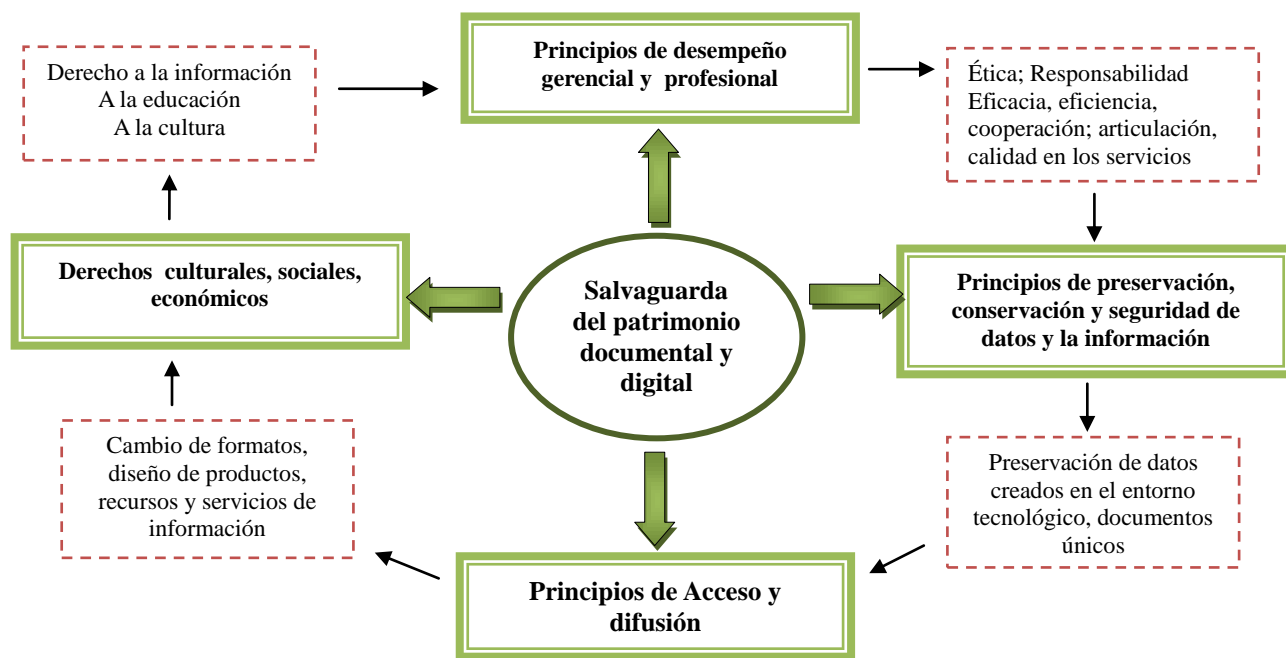 Principios de desempeño
gerencial y profesional
Derecho a la información
A la educación
A la cultura
Ética; Responsabilidad
Eficacia, eficiencia,
cooperación; articulación,
calidad en los servicios
Derechos culturales, sociales,
económicos
Salvaguarda
del patrimonio
documental y
digital
Principios de preservación,
conservación y seguridad de
datos y la información
Cambio de formatos,
diseño de productos,
recursos y servicios de
información
Preservación de datos
creados en el entorno
tecnológico, documentos
únicos
Principios de Acceso y
difusión